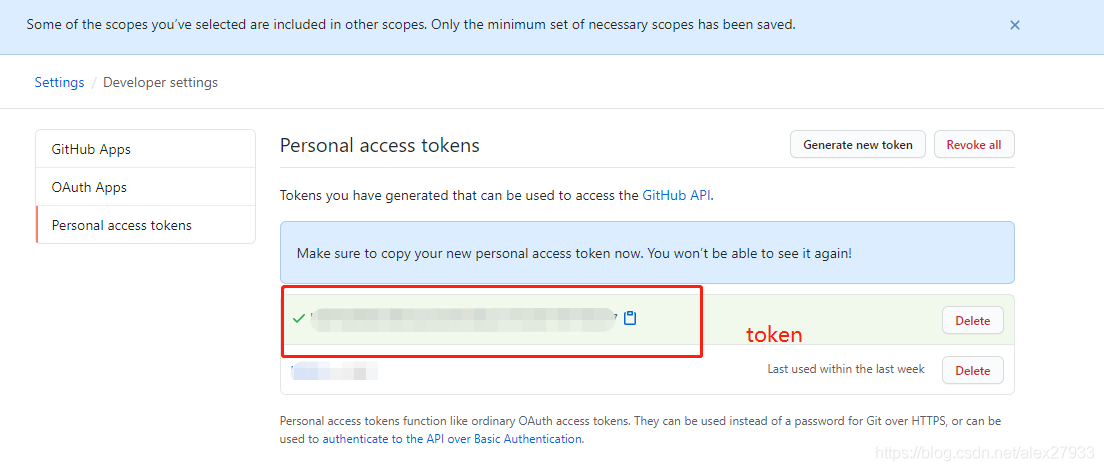 Some of the scopes you've selected are included in other scopes. Only the minimum set of necessary scopes has been saved.
Settings / Developer settings
GitHub Apps
OAuth Apps
Personal access tokens
Personal access tokens
Generate new token
Revoke all
Tokens you have generated that can be used to access the GitHub API.
Make sure to copy your new personal access token now. You won't be able to see it again!
Delete
token
Last used within the last week
Delete
Personal access tokens function like ordinary OAuth access tokens. They can be used instead of a password for Git over HTTPS, or can be
used to authenticate to the API over Basic Authentication.
https://blog.csdn.net/alex27933